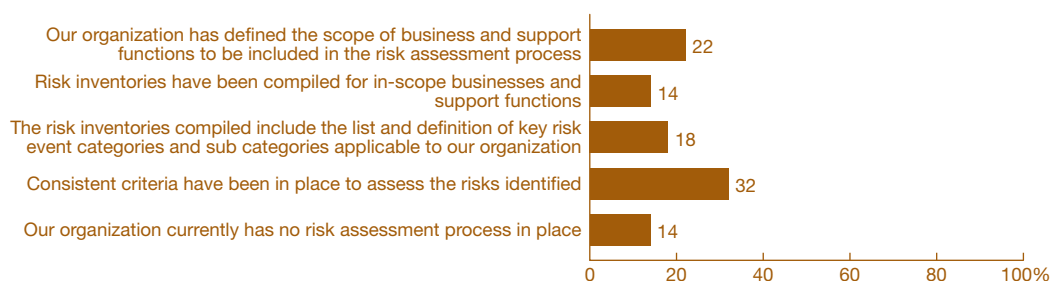 Our organization has defined the scope of business and support
functions to be included in the risk assessment process
22
Risk inventories have been compiled for in-scope businesses and
support functions
14
The risk inventories compiled include the list and definition of key risk
event categories and sub categories applicable to our organization
18
Consistent criteria have been in place to assess the risks identified
32
Our organization currently has no risk assessment process in place
14
0 20 40 60 80 100%